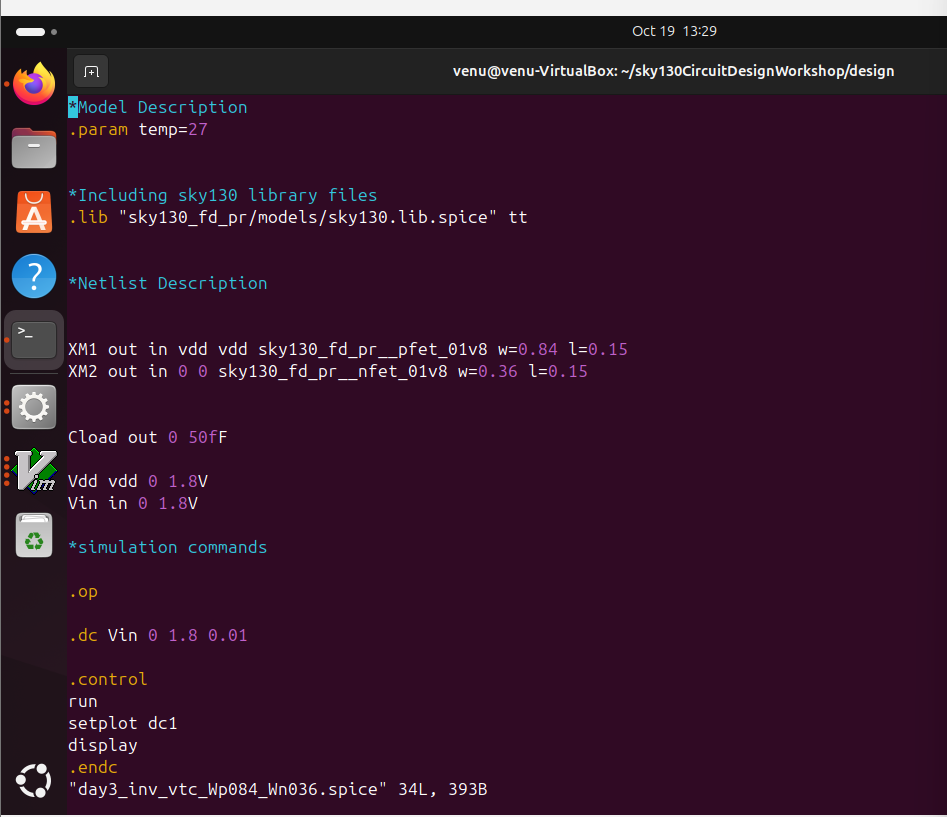 Oct 19 13:29
venu@venu-VirtualBox: ~/sky130CircuitDesignWorkshop/design
*Model Description
.param temp=27
*Including sky130 library files
.lib "sky130_fd_pr/models/sky130.lib.spice" tt
*Netlist Description
XM1 out in vdd vdd sky130_fd_pr__pfet_01v8 w=0.84 l=0.15
XM2 out in 0 0 sky130_fd_pr__nfet_01v8 w=0.36 l=0.15
Cload out 0 50fF
Vdd vdd 0 1.8V
Vin in 0 1.8V
*simulation commands
.op
.dc Vin 0 1.8 0.01
.control
run
setplot dc1
display
.endc
"day3_inv_vtc_Wp084_Wn036.spice" 34L, 393B